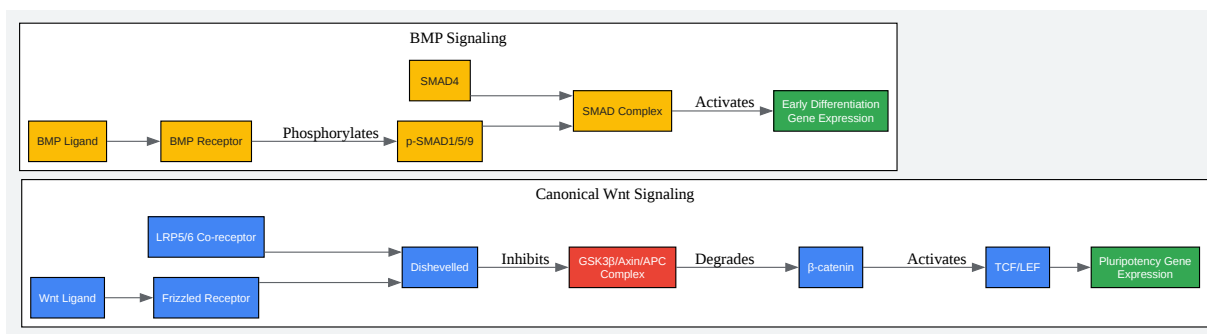 BMP Signaling
SMAD4
SMAD Complex
Activates
Early Differentiation
Gene Expression
BMP Ligand
BMP Receptor
Phosphorylates
p-SMAD1/5/9
Canonical Wnt Signaling
LRP5/6 Co-receptor
Dishevelled
Inhibits
GSK3β/Axin/APC
Complex
Degrades
β-catenin
Activates
TCF/LEF
Pluripotency Gene
Expression
Wnt Ligand
Frizzled Receptor